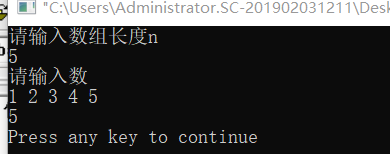 "C:\Users\Administrator.SC-201902031211\Desk
请输入数组长度n
5
请输入数
1 2 3 4 5
5
Press any key to continue